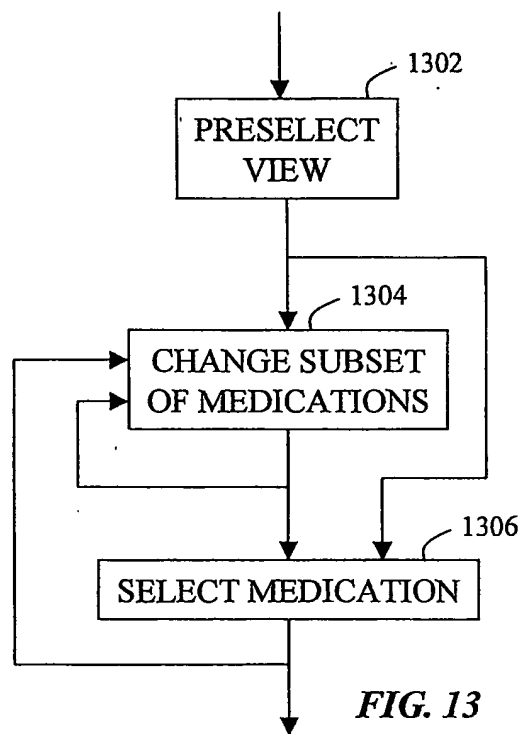 1302
PRESELECT
VIEW
1304
CHANGE SUBSET
OF MEDICATIONS
1306
SELECT MEDICATION
FIG. 13